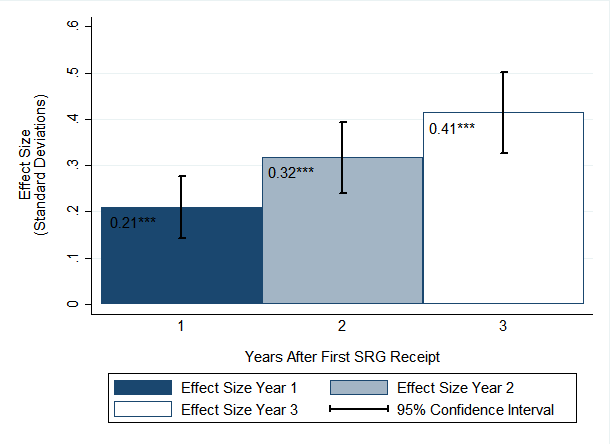 .6
.5
.4
.3
.2
.1
0
Effect Size
(Standard Deviations)
0.21***
0.32***
0.41***
1 2 3
Years After First SRG Receipt
Effect Size Year 1 Effect Size Year 2
Effect Size Year 3 95% Confidence Interval